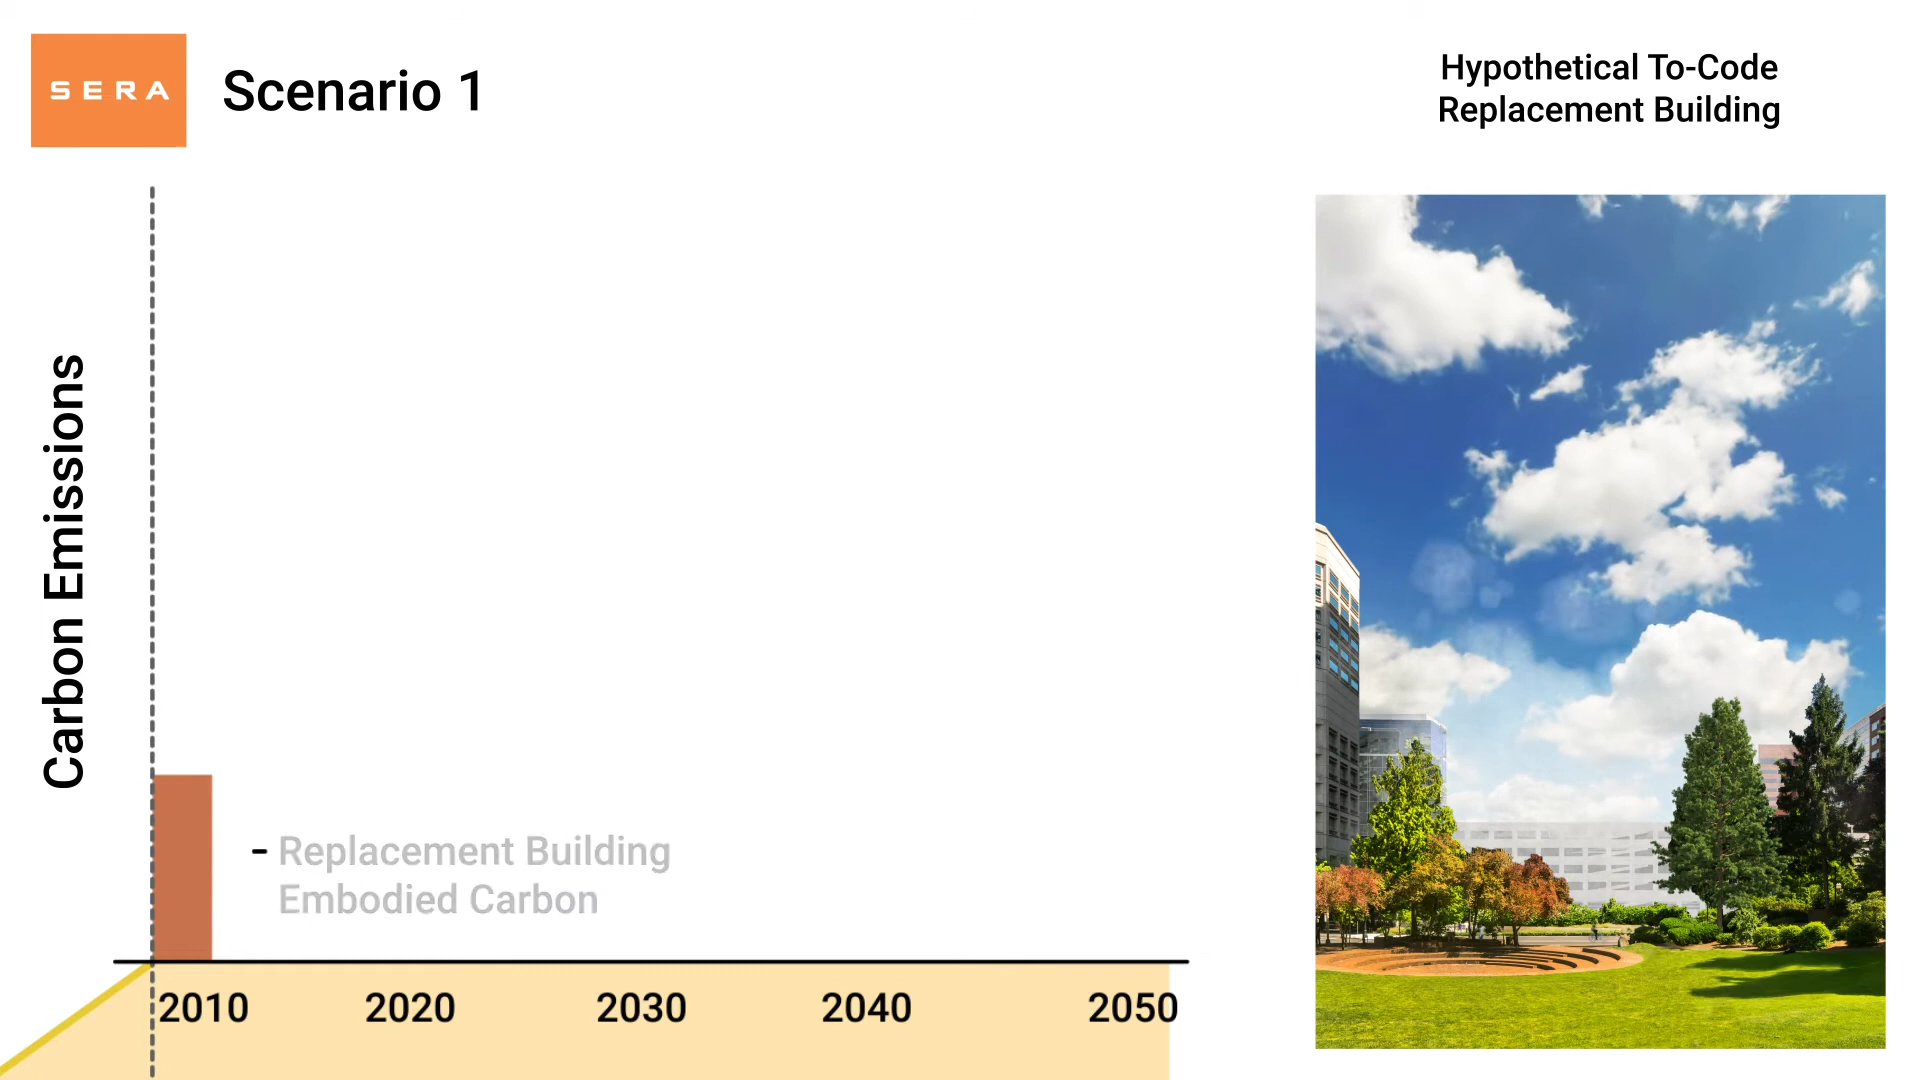 SERA
Scenario 1
Hypothetical To-Code
Replacement Building
Carbon Emissions
- Replacement Building
Embodied Carbon
2010 2020 2030 2040 2050